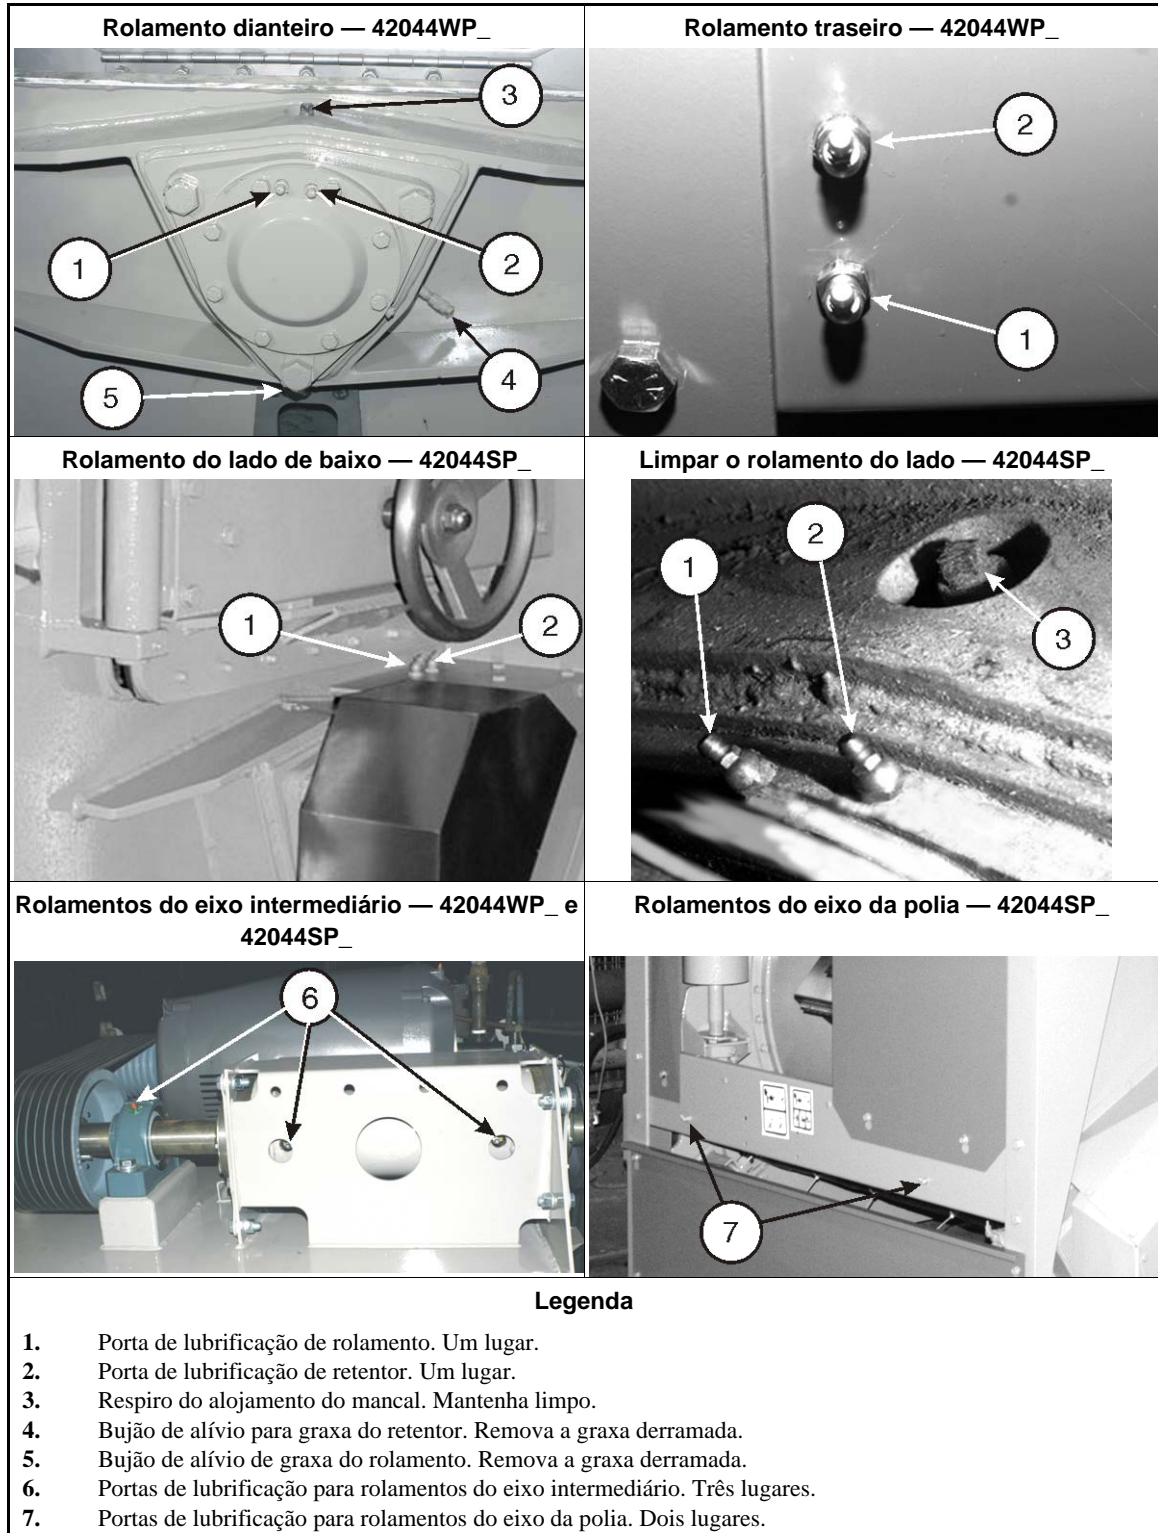 Rolamento dianteiro — 42044WP_
Rolamento traseiro — 42044WP_
3
1
2
4
5
2
1
Rolamento do lado de baixo — 42044SP_
Limpar o rolamento do lado — 42044SP_
1
2
1
2
3
Rolamentos do eixo intermediário — 42044WP_ e
42044SP_
Rolamentos do eixo da polia — 42044SP_
6
7
Legenda
1. Porta de lubrificação de rolamento. Um lugar.
2. Porta de lubrificação de retentor. Um lugar.
3. Respiro do alojamento do mancal. Mantenha limpo.
4. Bujão de alívio para graxa do retentor. Remova a graxa derramada.
5. Bujão de alívio de graxa do rolamento. Remova a graxa derramada.
6. Portas de lubrificação para rolamentos do eixo intermediário. Três lugares.
7. Portas de lubrificação para rolamentos do eixo da polia. Dois lugares.